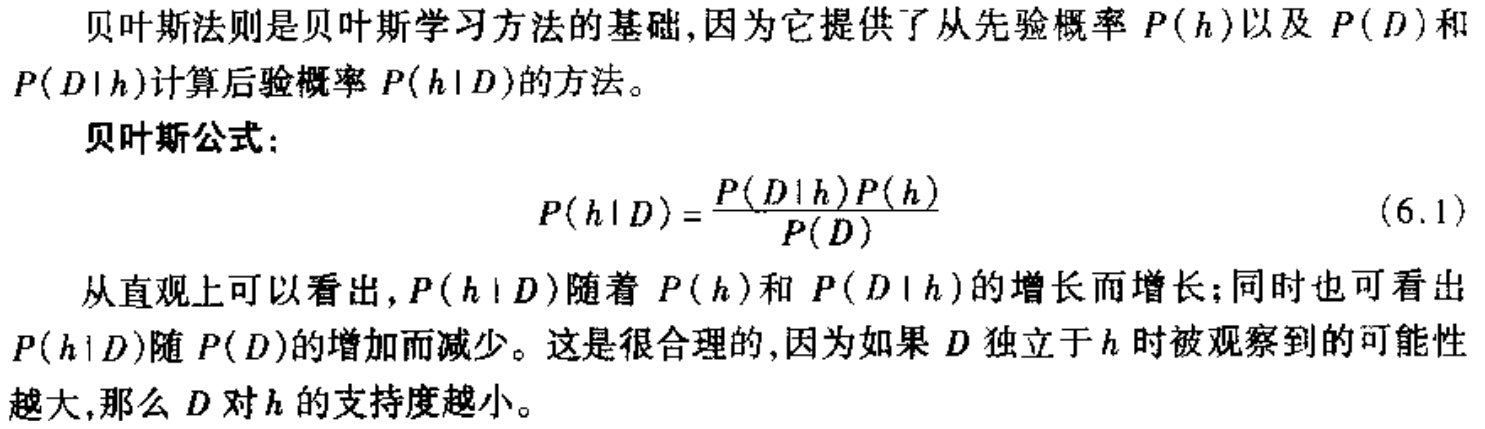 贝叶斯法则是贝叶斯学习方法的基础,因为它提供了从先验概率 P(h)以及 P(D)和
P(D|h)计算后验概率 P(h|D)的方法。
贝叶斯公式:
P(h|D) = P(D|h)P(h) / P(D) (6.1)
从直观上可以看出,P(h|D)随着 P(h)和 P(D|h)的增长而增长;同时也可看出
P(h|D)随 P(D)的增加而减少。这是很合理的,因为如果 D 独立于 h 时被观察到的可能性
越大,那么 D 对 h 的支持度越小。